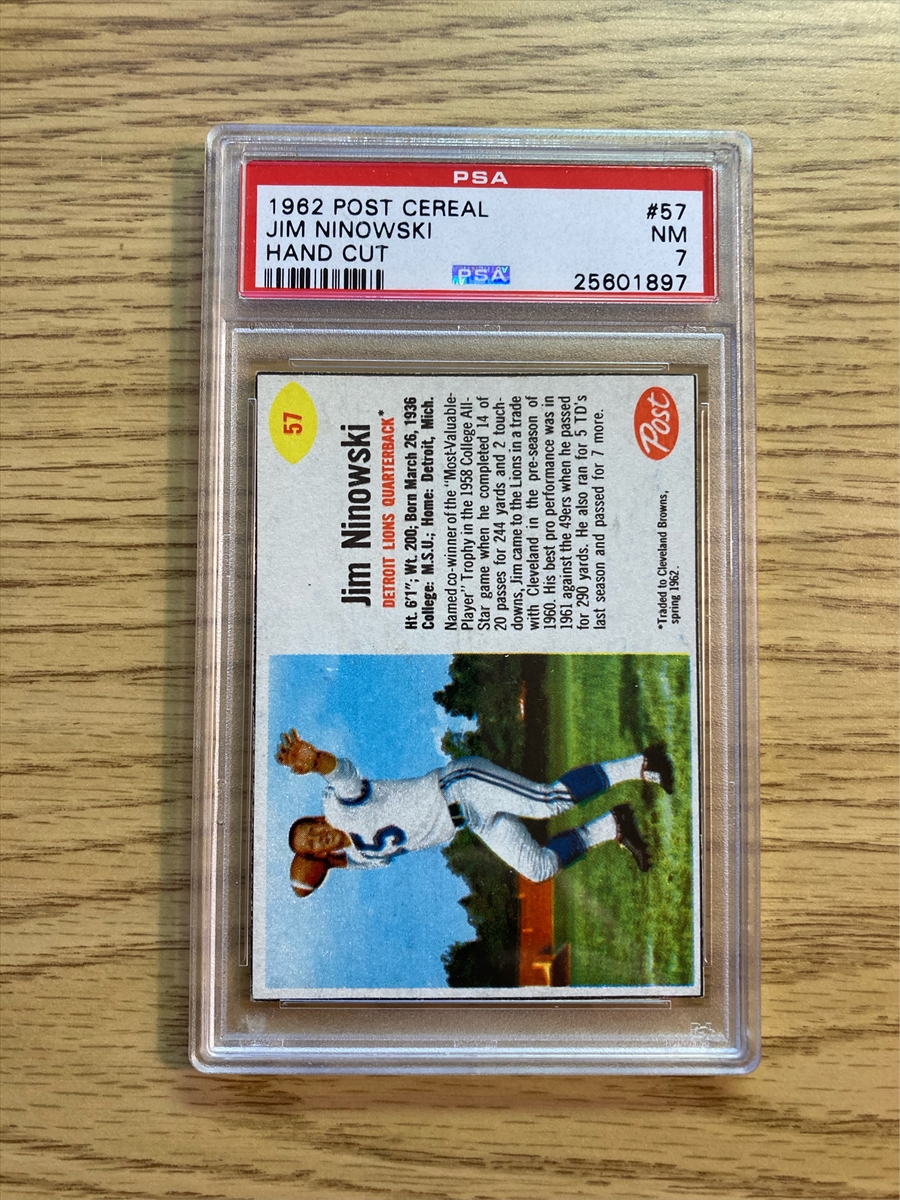 PSA
1962 POST CEREAL #57
JIM NINOWSKI NM
HAND CUT 7
PSA 25601897
57
Jim Ninowski
DETROIT LIONS QUARTERBACK*
Ht. 6'1"; Wt. 200; Born March 26, 1936
College: M.S.U.; Home: Detroit, Mich.
Named co-winner of the "Most-Valuable-
Player" Trophy in the 1958 College All-
Star game when he completed 14 of
20 passes for 244 yards and 2 touch-
downs, Jim came to the Lions in a trade
with Cleveland in the pre-season of
1960. His best pro performance was in
1961 against the 49ers when he passed
for 290 yards. He also ran for 5 TD's
last season and passed for 7 more.
*Traded to Cleveland Browns,
spring 1962.
Post
15